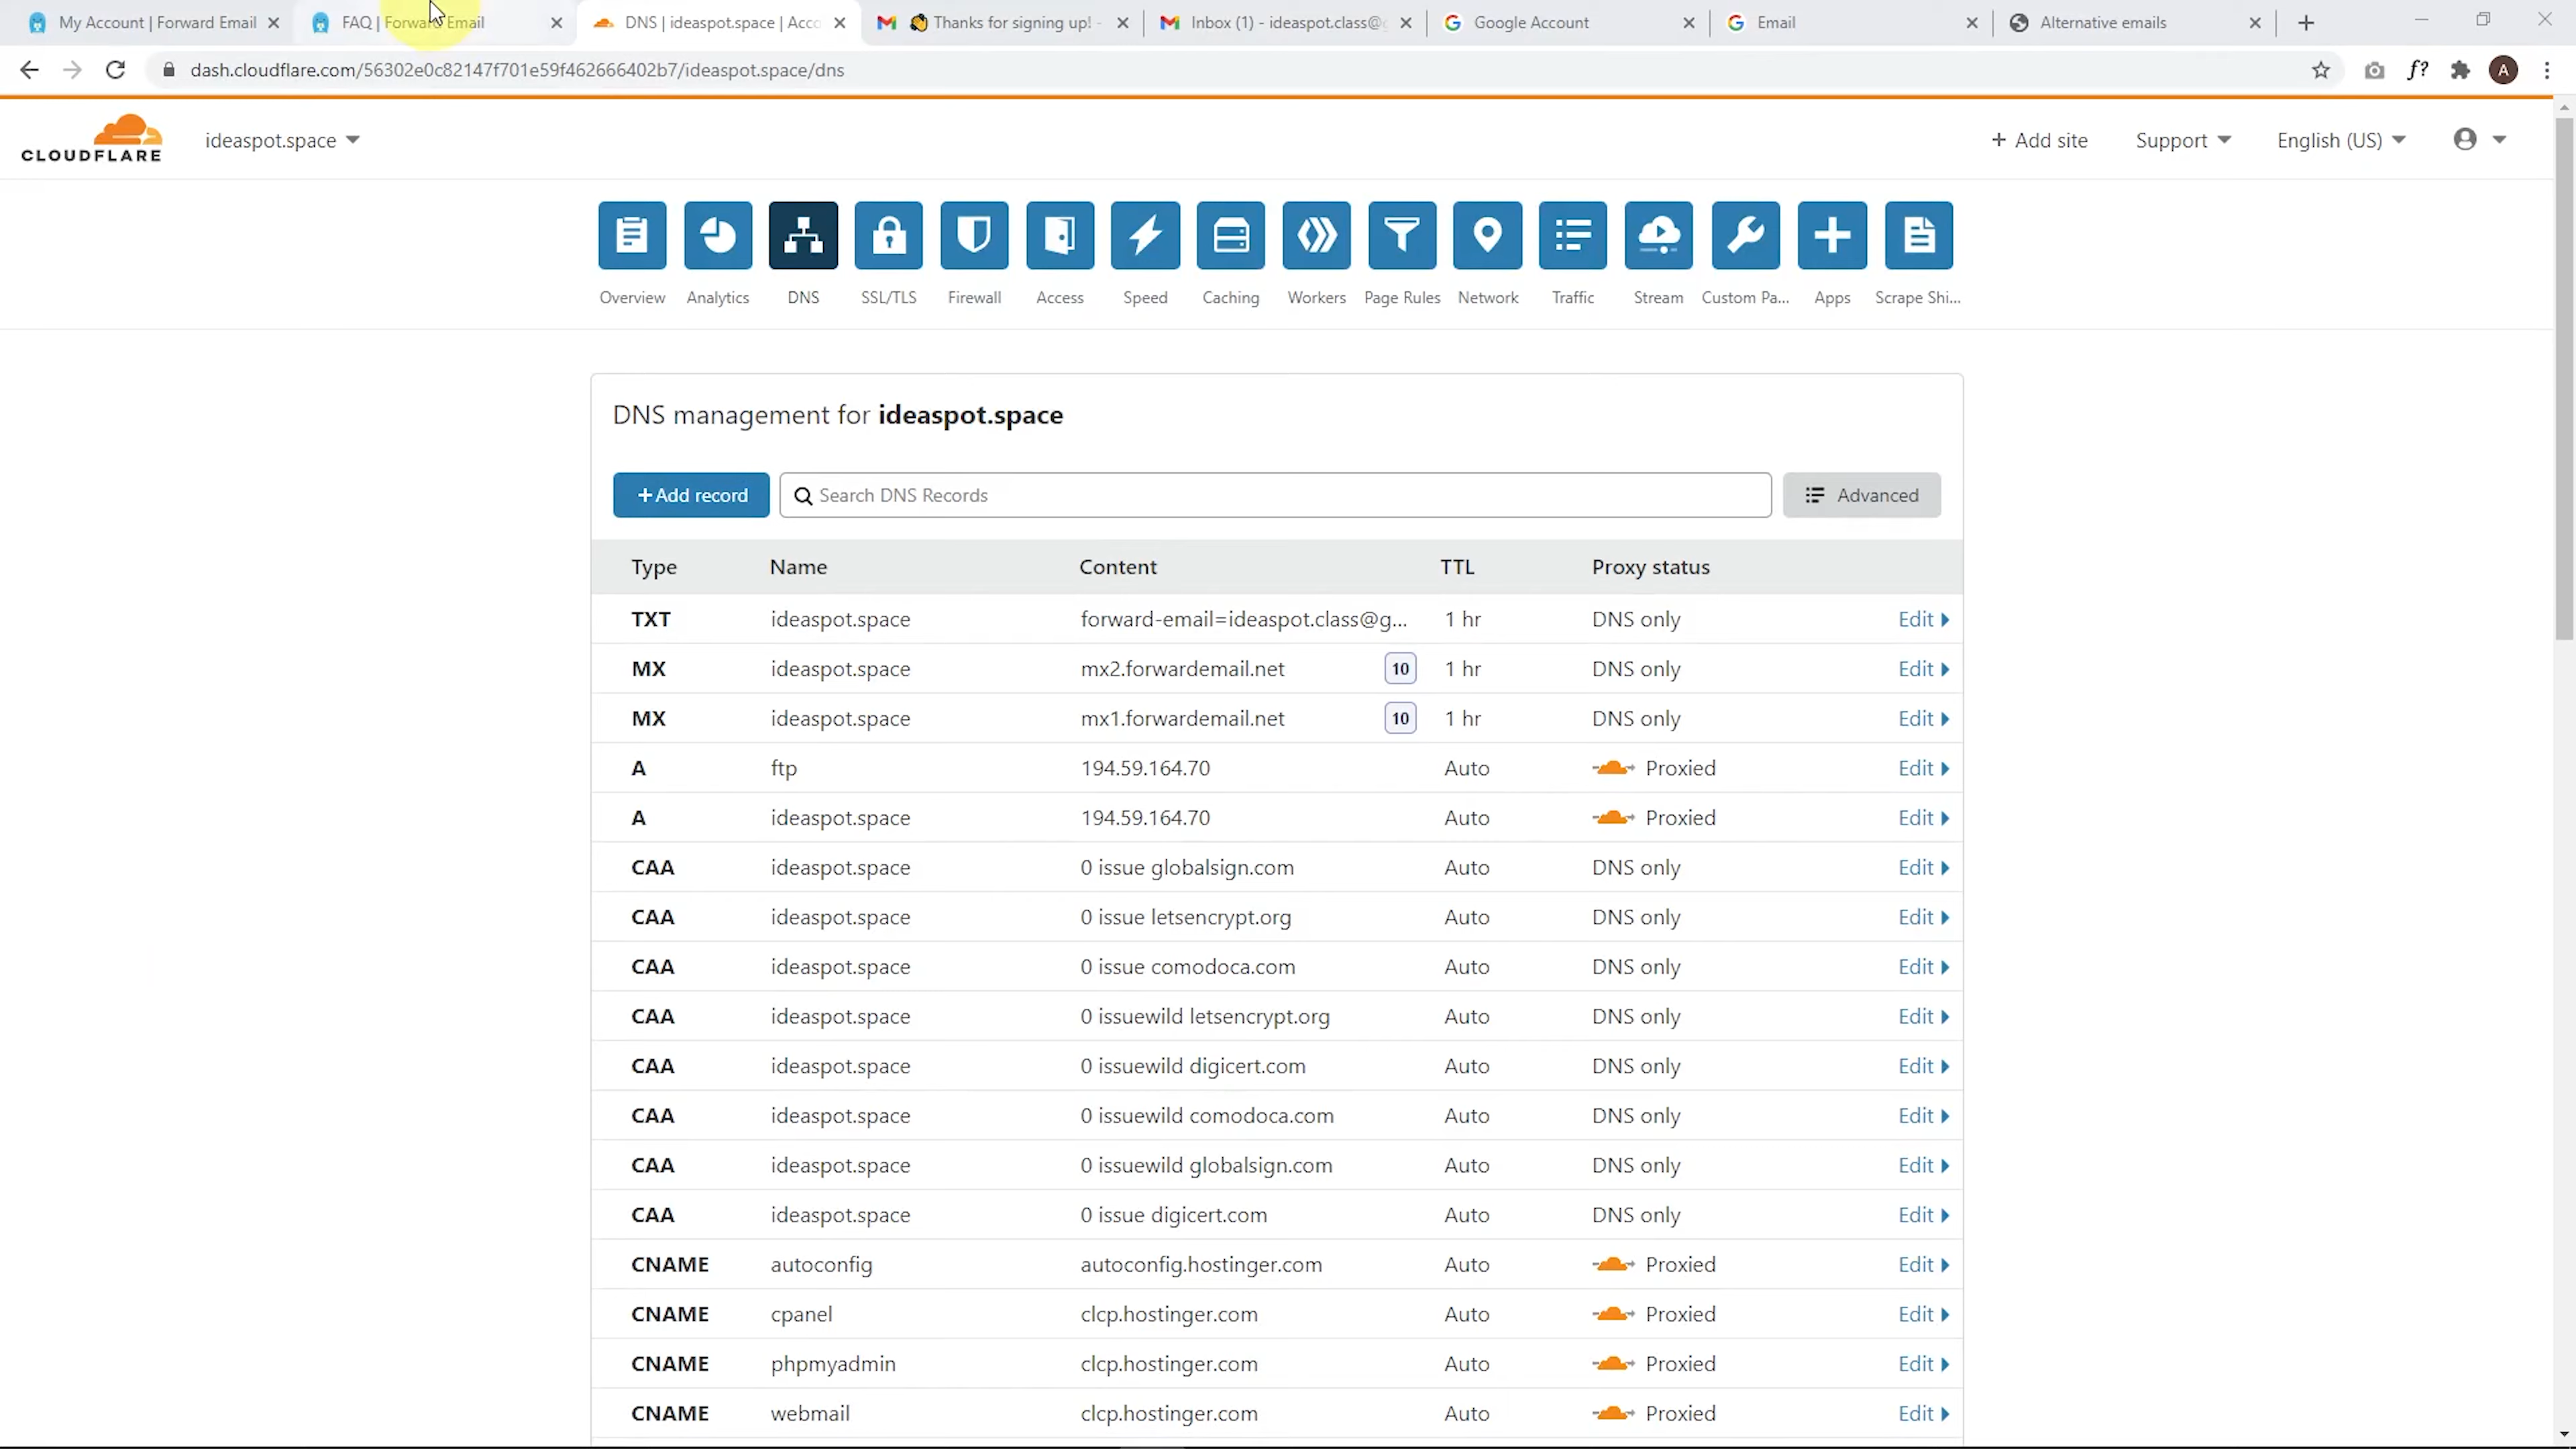 My Account | Forward Email
FAQ | Forward Email
DNS | ideaspot.space | Acco
Thanks for signing up! -
Inbox (1) - ideaspot.class@g
Google Account
Email
Alternative emails
dash.cloudflare.com/56302e0c82147f701e59f462666402b7/ideaspot.space/dns
f?
A
CLOUDFLARE
ideaspot.space
+ Add site
Support
English (US)
Overview
Analytics
DNS
SSL/TLS
Firewall
Access
Speed
Caching
Workers
Page Rules
Network
Traffic
Stream
Custom Pa...
Apps
Scrape Shi...
DNS management for ideaspot.space
+ Add record
Search DNS Records
Advanced
Type Name Content TTL Proxy status
TXT ideaspot.space forward-email=ideaspot.class@g... 1 hr DNS only Edit
MX ideaspot.space mx2.forwardemail.net 10 1 hr DNS only Edit
MX ideaspot.space mx1.forwardemail.net 10 1 hr DNS only Edit
A ftp 194.59.164.70 Auto Proxied Edit
A ideaspot.space 194.59.164.70 Auto Proxied Edit
CAA ideaspot.space 0 issue globalsign.com Auto DNS only Edit
CAA ideaspot.space 0 issue letsencrypt.org Auto DNS only Edit
CAA ideaspot.space 0 issue comodoca.com Auto DNS only Edit
CAA ideaspot.space 0 issuewild letsencrypt.org Auto DNS only Edit
CAA ideaspot.space 0 issuewild digicert.com Auto DNS only Edit
CAA ideaspot.space 0 issuewild comodoca.com Auto DNS only Edit
CAA ideaspot.space 0 issuewild globalsign.com Auto DNS only Edit
CAA ideaspot.space 0 issue digicert.com Auto DNS only Edit
CNAME autoconfig autoconfig.hostinger.com Auto Proxied Edit
CNAME cpanel clcp.hostinger.com Auto Proxied Edit
CNAME phpmyadmin clcp.hostinger.com Auto Proxied Edit
CNAME webmail clcp.hostinger.com Auto Proxied Edit